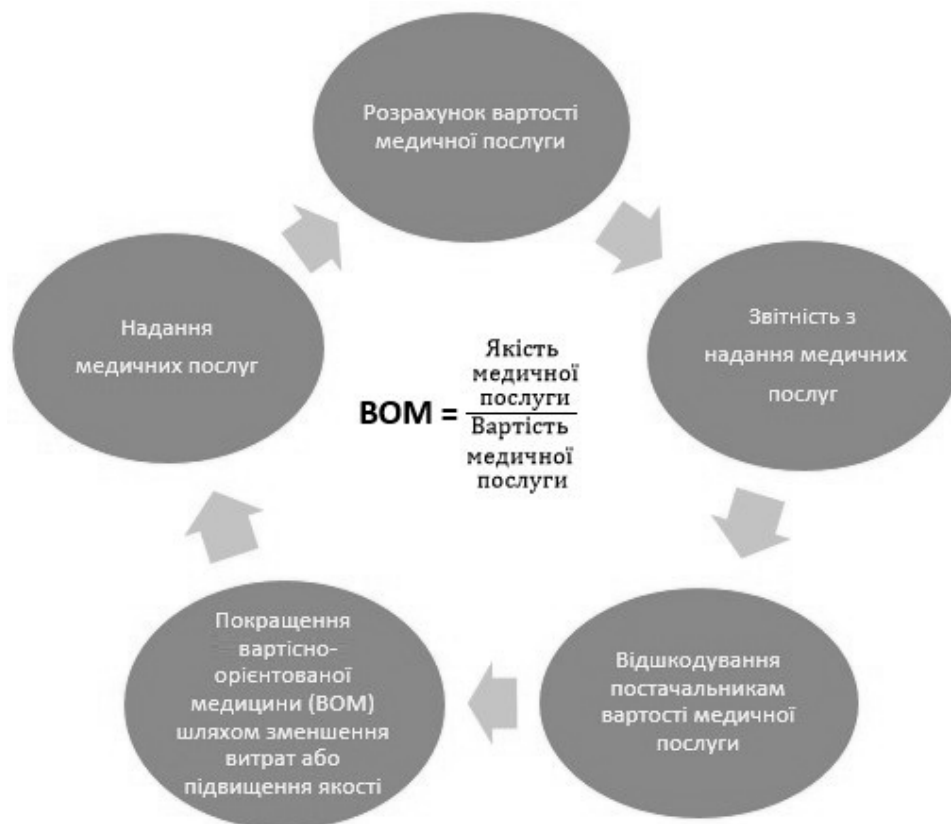 Розрахунок вартості
медичної послуги
Надання
медичних послуг
Звітність з
надання медичних
послуг
ВОМ =
Якість
медичної
послуги
Вартість
медичної
послуги
Покращення
вартісно-
орієнтованої
медицини (ВОМ)
шляхом зменшення
витрат або
підвищення якості
Відшкодування
постачальникам
вартості медичної
послуги